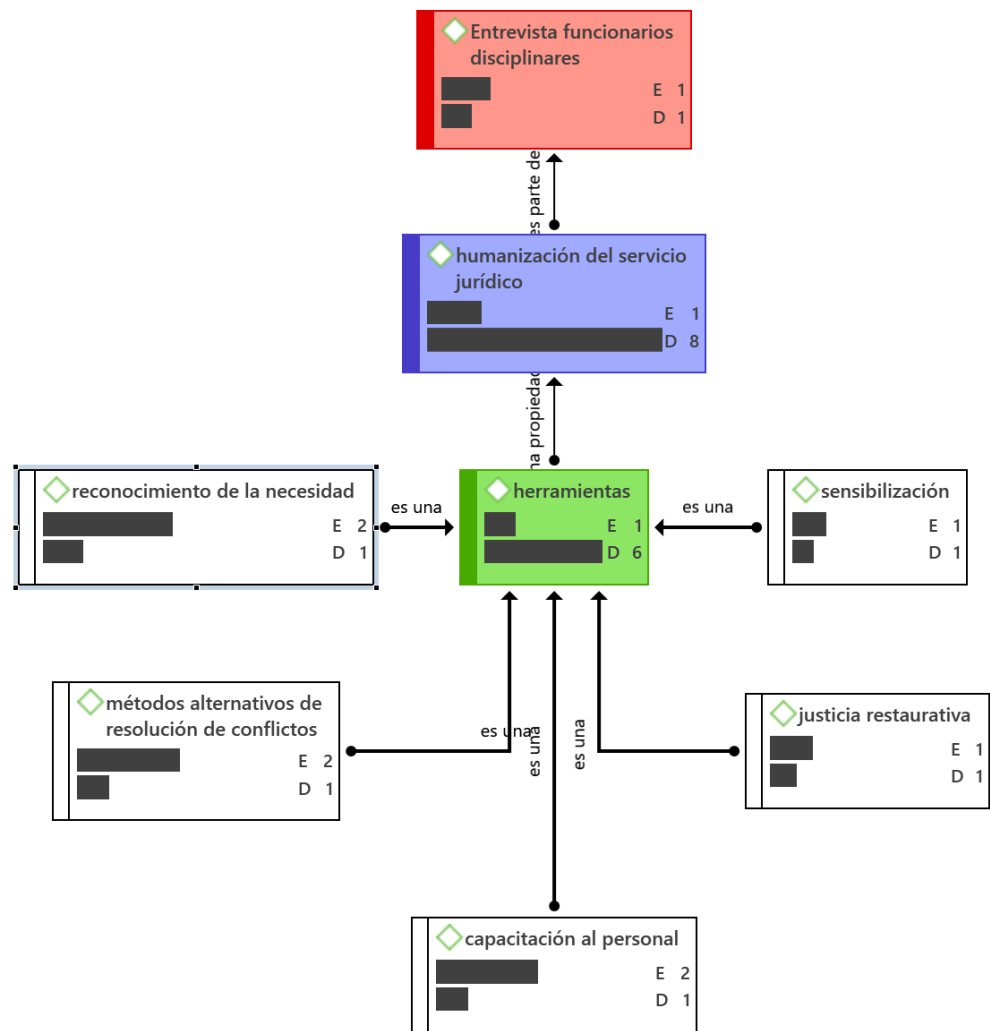 Entrevista funcionarios
disciplinares
E 1
D 1
es parte de
humanización del servicio
jurídico
E 1
D 8
propiedad
reconocimiento de la necesidad
E 2
D 1
es una
herramientas
E 1
D 6
es una
sensibilización
E 1
D 1
métodos alternativos de
resolución de conflictos
E 2
D 1
es una
es una
es una
justicia restaurativa
E 1
D 1
capacitación al personal
E 2
D 1